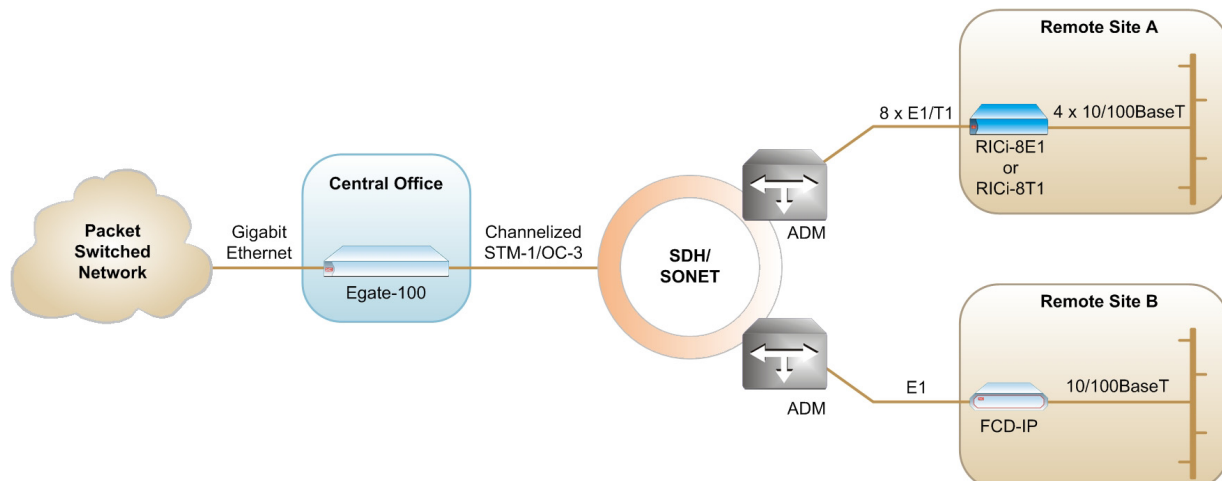 Packet
Switched
Network
Gigabit
Ethernet
Central Office
Egate-100
Channelized
STM-1/OC-3
SDH/
SONET
ADM
ADM
8 x E1/T1
Remote Site A
RICi-8E1
or
RICi-8T1
4 x 10/100BaseT
E1
Remote Site B
FCD-IP
10/100BaseT